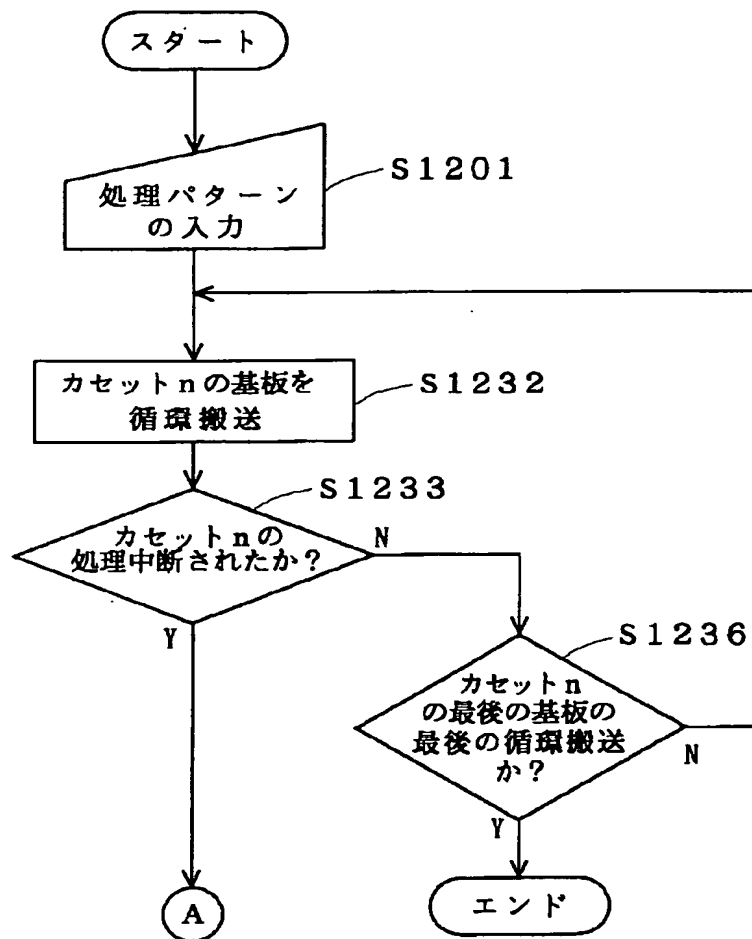 スタート
処理パターン
の入力
S1201
カセットnの基板を
循環搬送
S1232
カセットnの
処理中断されたか？
S1233
N
Y
カセットn
の最後の基板の
最後の循環搬送
か？
S1236
N
Y
A
エンド